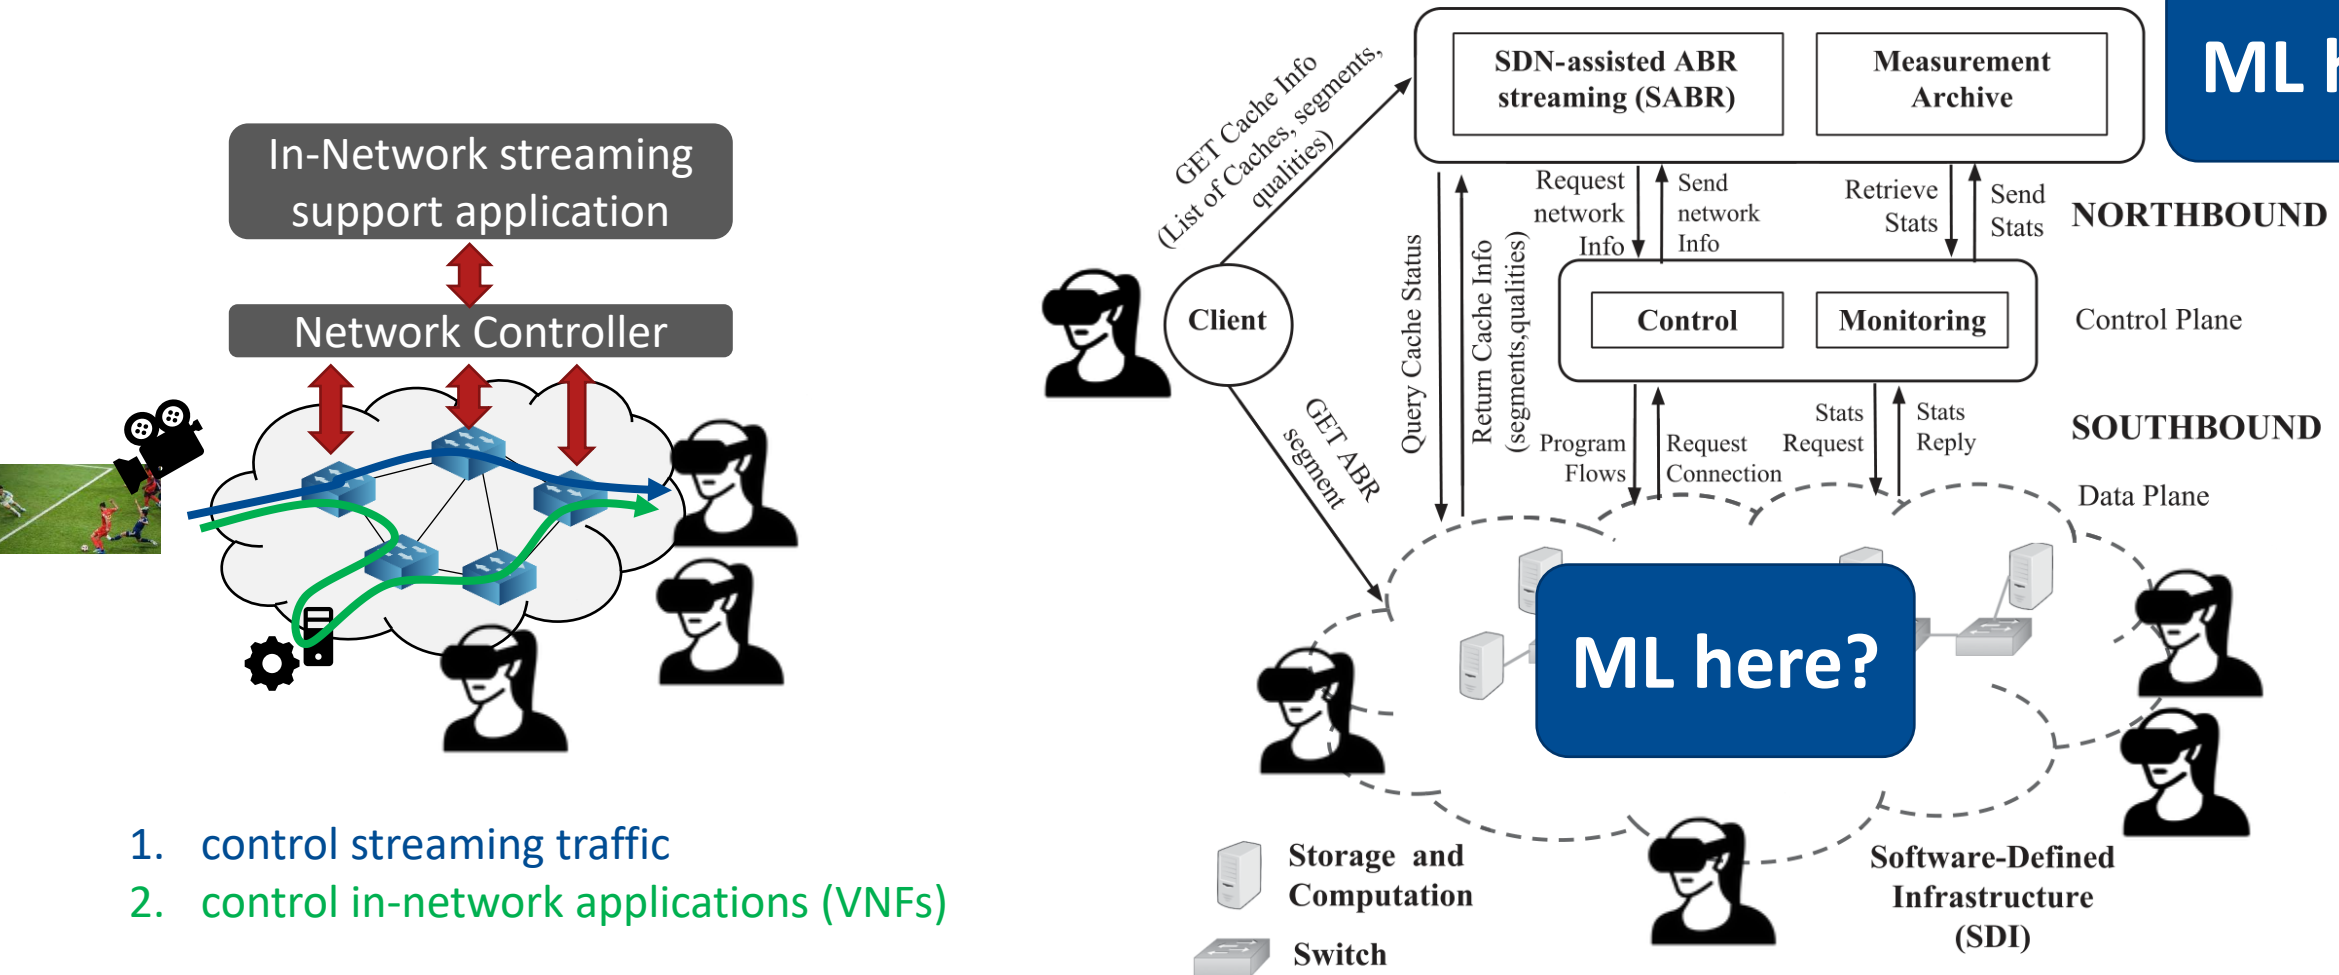 In-Network streaming
support application
Network Controller
1. control streaming traffic
2. control in-network applications (VNFs)
GET Cache Info
(List of Caches, segments,
qualities)
SDN-assisted ABR
streaming (SABR)
Measurement
Archive
ML h
Request
network
Info
Send
network
Info
Retrieve
Stats
Send
Stats
NORTHBOUND
Client
Query Cache Status
Return Cache Info
(segments,qualities)
Control
Monitoring
Control Plane
GET ABR
segment
Program
Flows
Request
Connection
Stats
Request
Stats
Reply
SOUTHBOUND
Data Plane
ML here?
Storage and
Computation
Switch
Software-Defined
Infrastructure
(SDI)